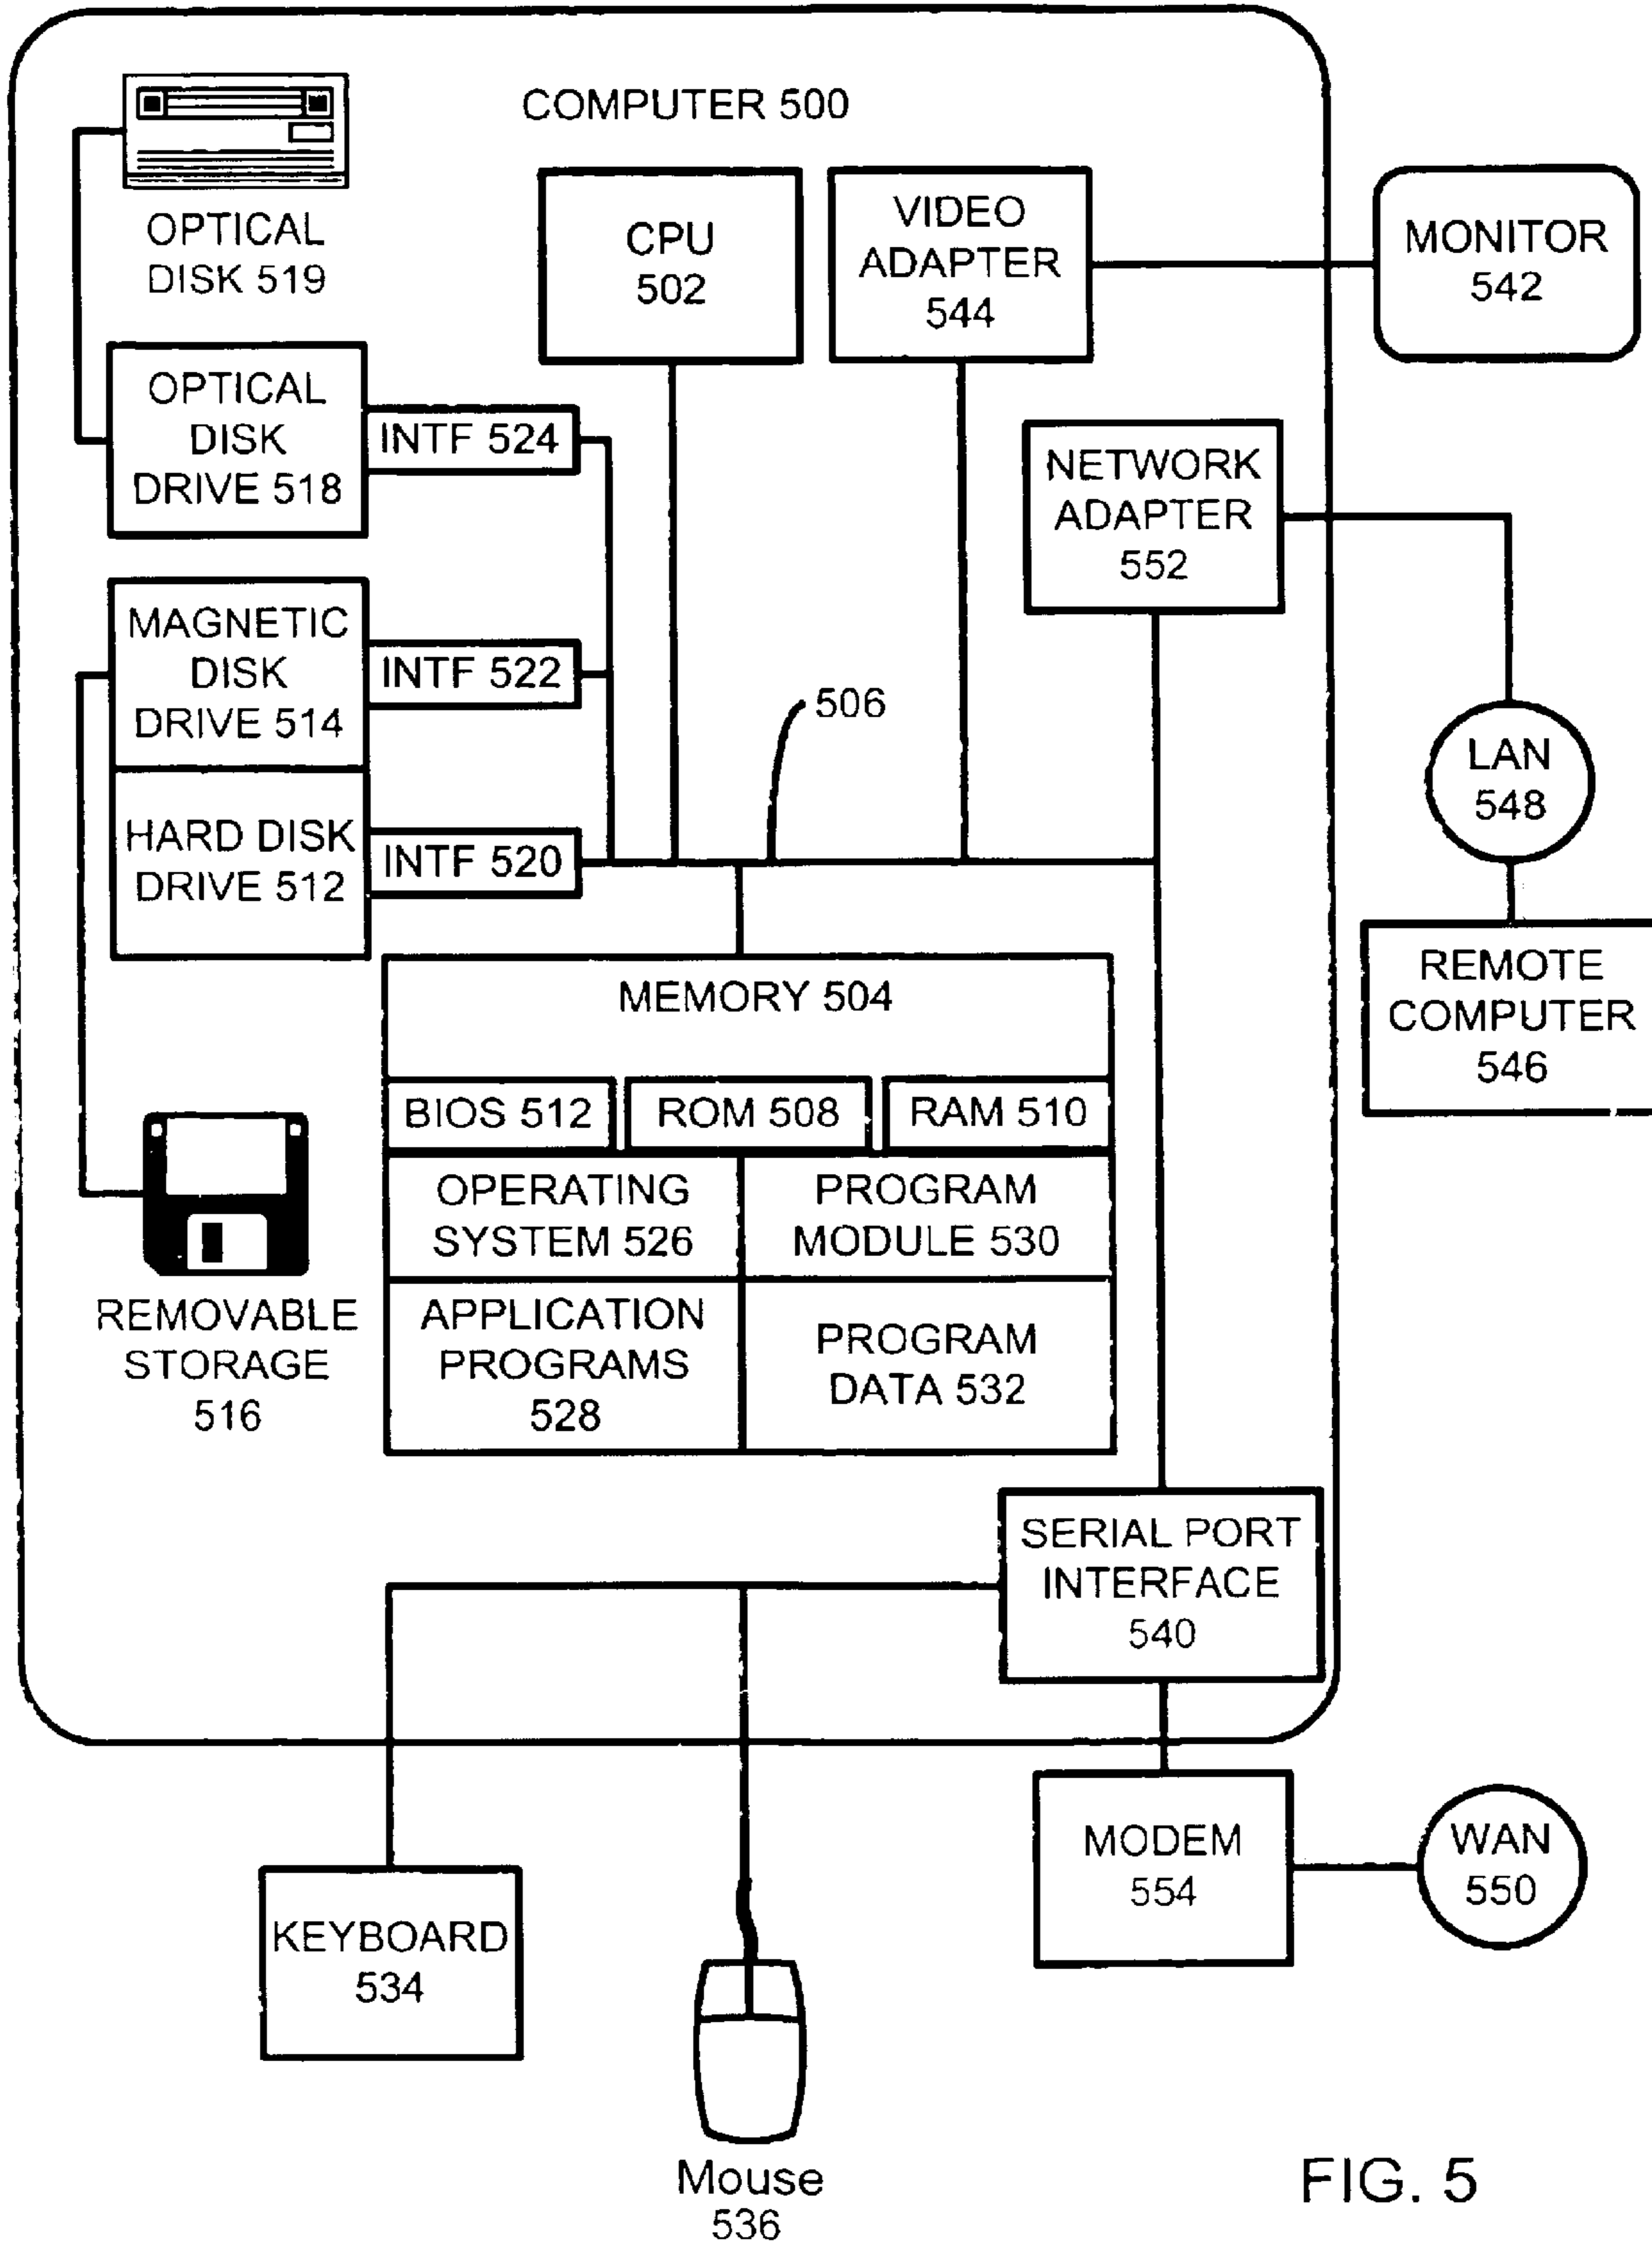 COMPUTER 500
OPTICAL
DISK 519
CPU
502
VIDEO
ADAPTER
544
MONITOR
542
OPTICAL
DISK
DRIVE 518
INTF 524
NETWORK
ADAPTER
552
MAGNETIC
DISK
DRIVE 514
INTF 522
506
LAN
548
HARD DISK
DRIVE 512
INTF 520
REMOTE
COMPUTER
546
MEMORY 504
BIOS 512
ROM 508
RAM 510
OPERATING
SYSTEM 526
PROGRAM
MODULE 530
REMOVABLE
STORAGE
516
APPLICATION
PROGRAMS
528
PROGRAM
DATA 532
SERIAL PORT
INTERFACE
540
MODEM
554
WAN
550
KEYBOARD
534
Mouse
536
FIG. 5